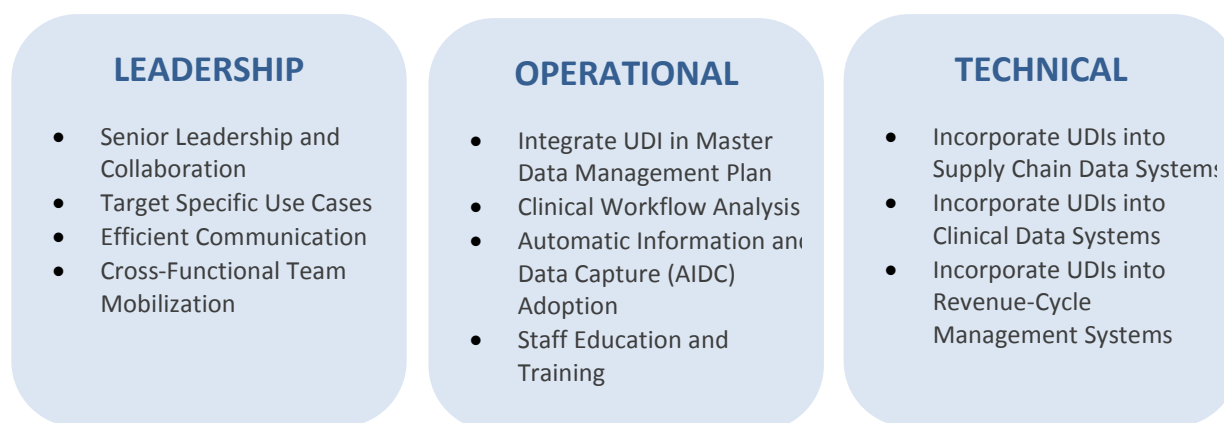 LEADERSHIP
• Senior Leadership and
Collaboration
• Target Specific Use Cases
• Efficient Communication
• Cross-Functional Team
Mobilization
OPERATIONAL
• Integrate UDI in Master
Data Management Plan
• Clinical Workflow Analysis
• Automatic Information and
Data Capture (AIDC)
Adoption
• Staff Education and
Training
TECHNICAL
• Incorporate UDIs into
Supply Chain Data Systems
• Incorporate UDIs into
Clinical Data Systems
• Incorporate UDIs into
Revenue-Cycle
Management Systems